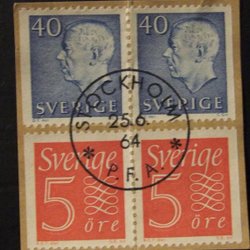 40 40
SVERIGE SVERIGE
STOCKHOLM
25.6.
64
* P.F.A. *
Sverige Sverige
5 5
öre öre